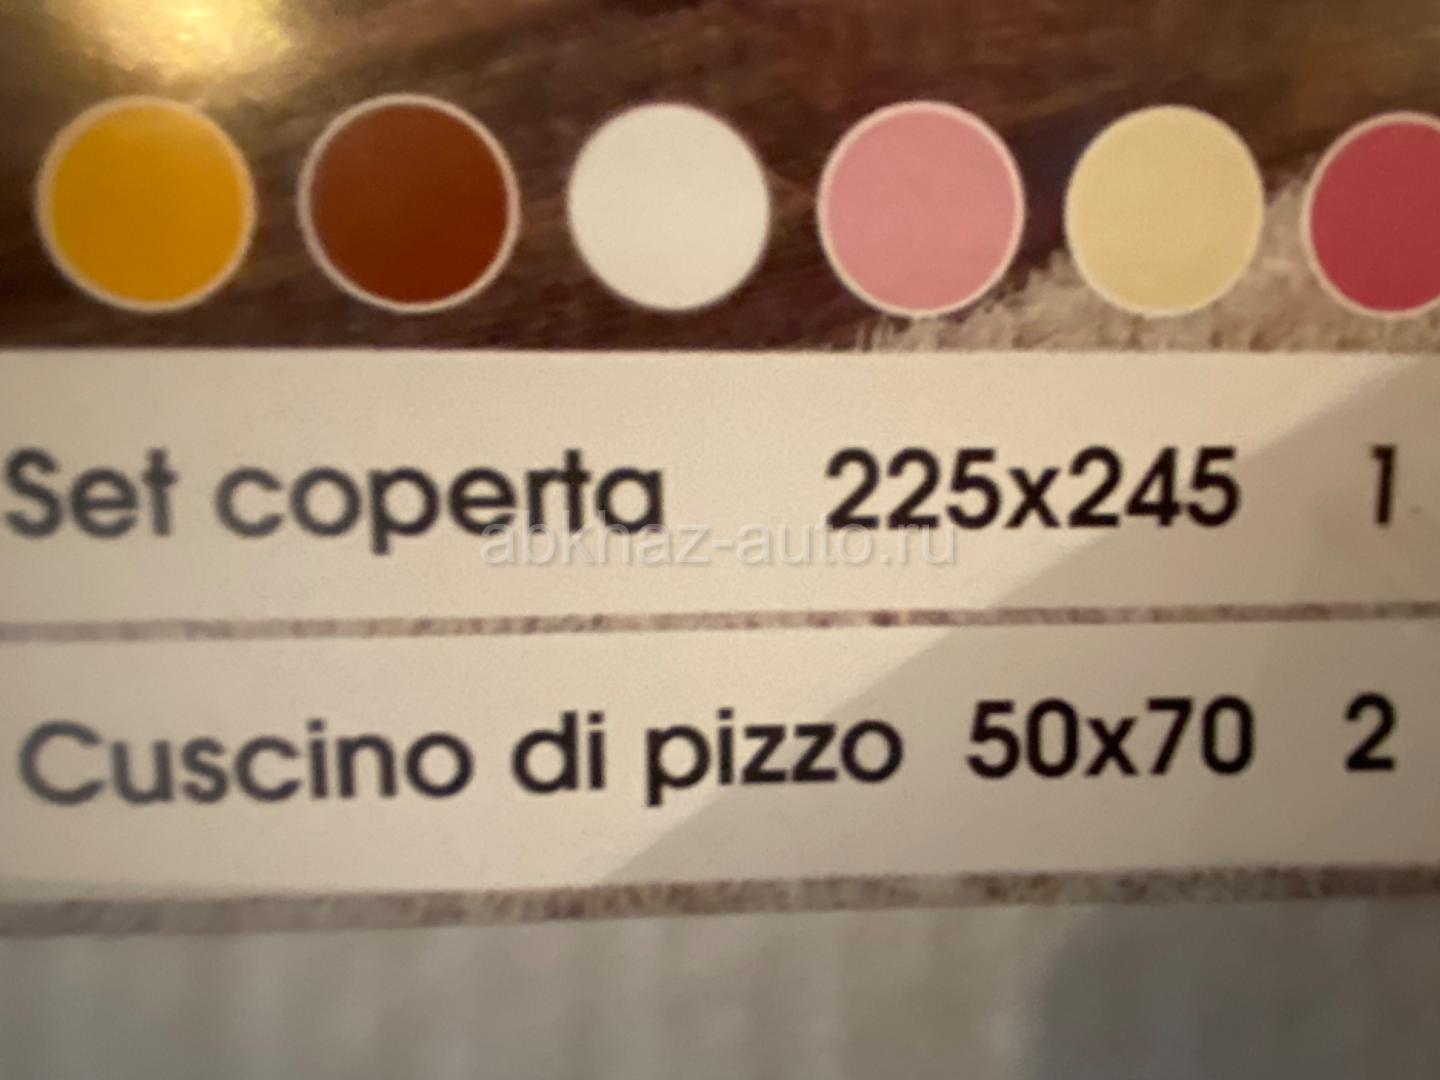 Set coperta 225x245 1
abkhaz-auto.ru
Cuscino di pizzo 50x70 2